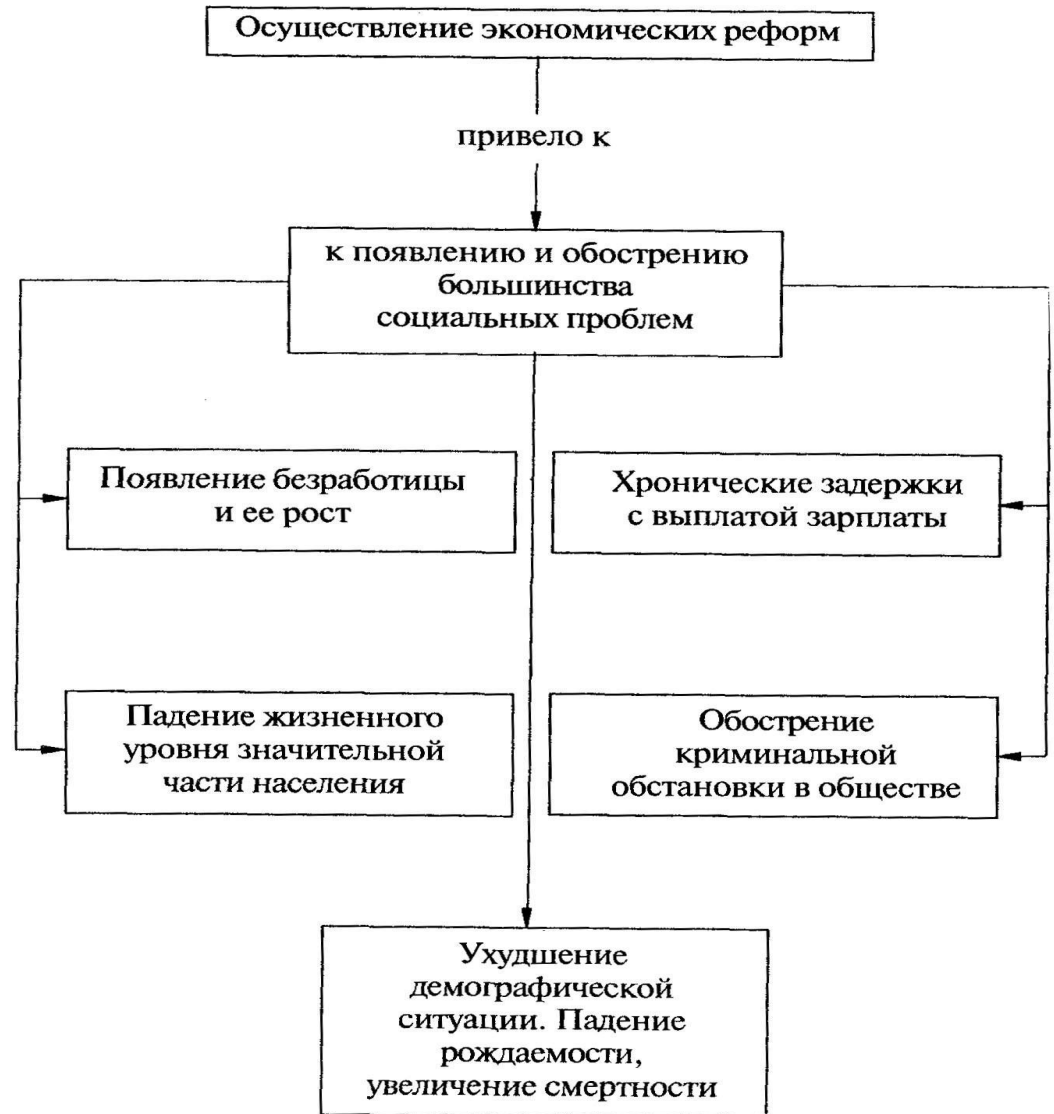 Осуществление экономических реформ
привело к
к появлению и обострению
большинства
социальных проблем
Появление безработицы
и ее рост
Хронические задержки
с выплатой зарплаты
Падение жизненного
уровня значительной
части населения
Обострение
криминальной
обстановки в обществе
Ухудшение
демографической
ситуации. Падение
рождаемости,
увеличение смертности